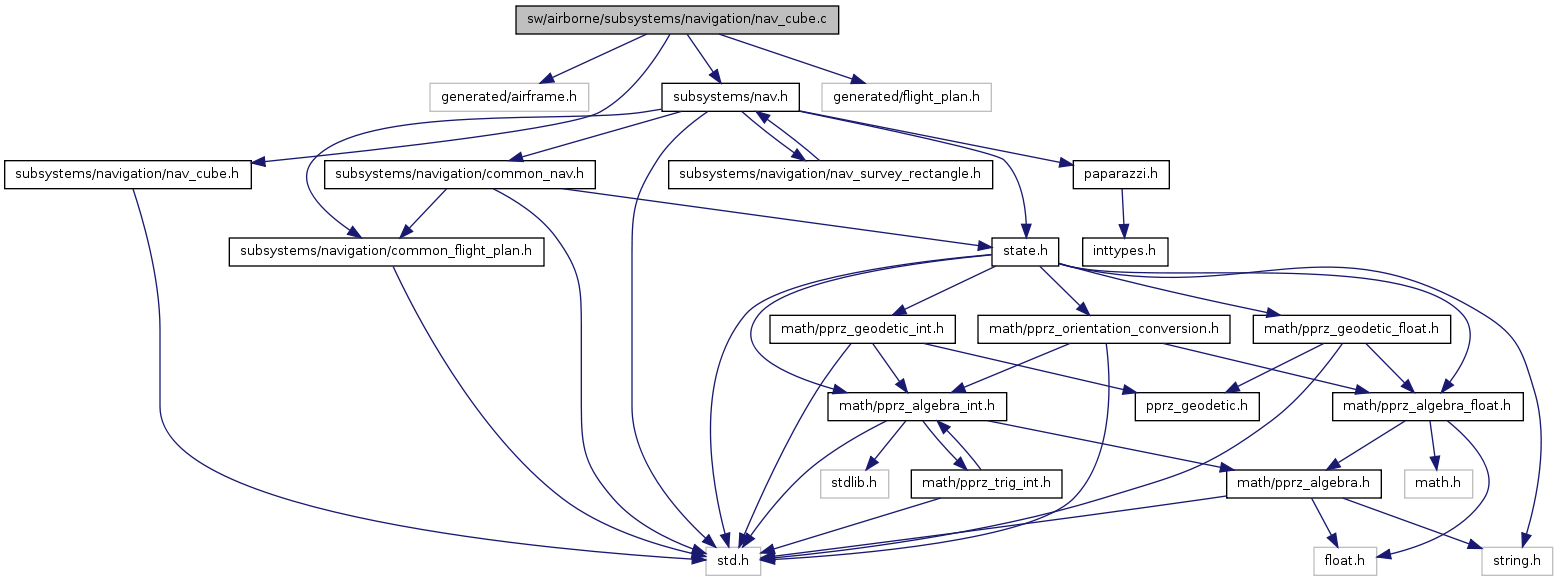 sw/airborne/subsystems/navigation/nav_cube.c
generated/airframe.h
subsystems/nav.h
generated/flight_plan.h
subsystems/navigation/nav_cube.h
subsystems/navigation/common_nav.h
subsystems/navigation/nav_survey_rectangle.h
paparazzi.h
subsystems/navigation/common_flight_plan.h
state.h
inttypes.h
math/pprz_geodetic_int.h
math/pprz_orientation_conversion.h
math/pprz_geodetic_float.h
math/pprz_algebra_int.h
pprz_geodetic.h
math/pprz_algebra_float.h
stdlib.h
math/pprz_trig_int.h
math/pprz_algebra.h
math.h
std.h
float.h
string.h